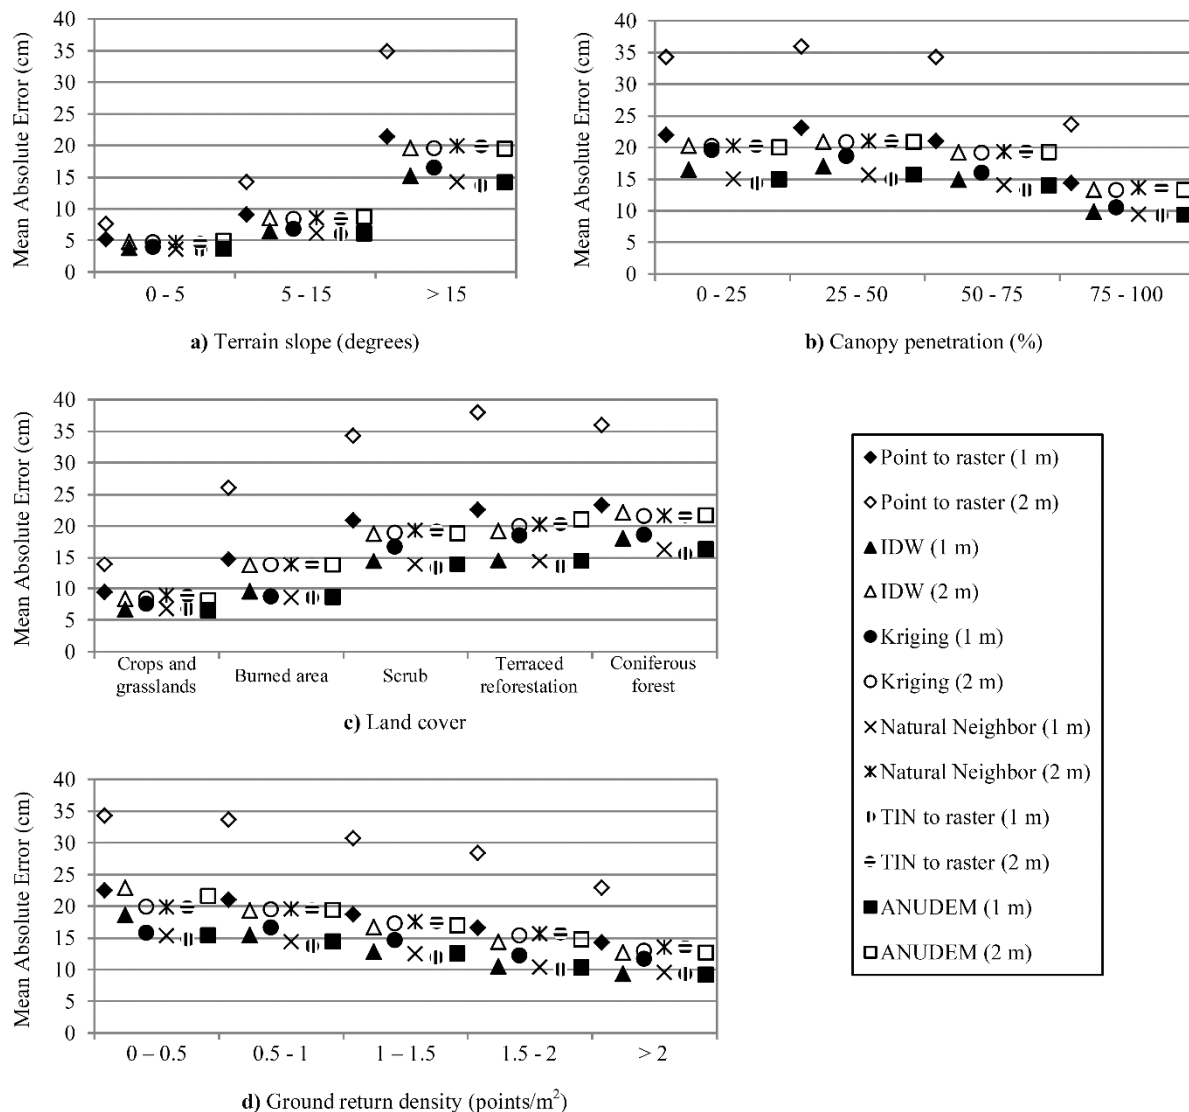 40
35
30
25
20
15
10
5
0
Mean Absolute Error (cm)
0 - 5 5 - 15 > 15
a) Terrain slope (degrees)
40
35
30
25
20
15
10
5
0
Mean Absolute Error (cm)
0 - 25 25 - 50 50 - 75 75 - 100
b) Canopy penetration (%)
40
35
30
25
20
15
10
5
0
Mean Absolute Error (cm)
Crops and grasslands
Burned area
Scrub
Terraced reforestation
Coniferous forest
c) Land cover
Point to raster (1 m)
Point to raster (2 m)
IDW (1 m)
IDW (2 m)
Kriging (1 m)
Kriging (2 m)
Natural Neighbor (1 m)
Natural Neighbor (2 m)
TIN to raster (1 m)
TIN to raster (2 m)
ANUDEM (1 m)
ANUDEM (2 m)
40
35
30
25
20
15
10
5
0
Mean Absolute Error (cm)
0 – 0.5 0.5 - 1 1 – 1.5 1.5 - 2 > 2
d) Ground return density (points/m²)